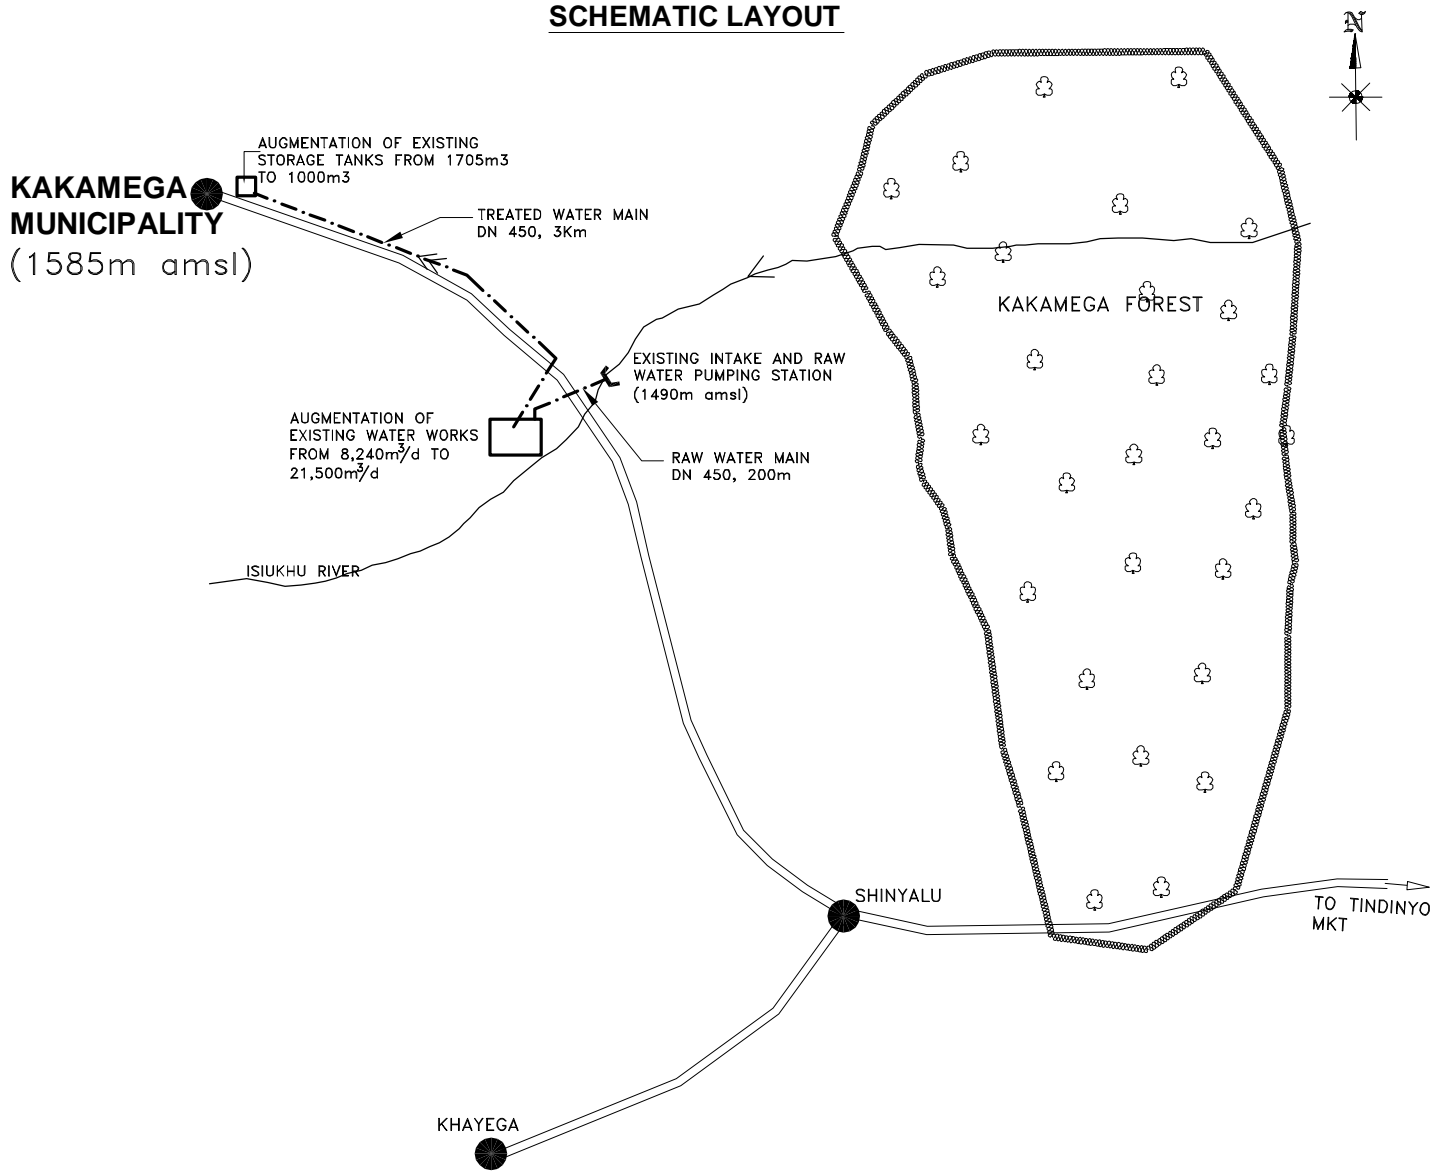 SCHEMATIC LAYOUT
N
AUGMENTATION OF EXISTING
STORAGE TANKS FROM 1705m3
TO 1000m3
KAKAMEGA
MUNICIPALITY
(1585m amsl)
TREATED WATER MAIN
DN 450, 3Km
KAKAMEGA FOREST
EXISTING INTAKE AND RAW
WATER PUMPING STATION
(1490m amsl)
AUGMENTATION OF
EXISTING WATER WORKS
FROM 8,240m³/d TO
21,500m³/d
RAW WATER MAIN
DN 450, 200m
ISIUKHU RIVER
SHINYALU
TO TINDINYO
MKT
KHAYEGA